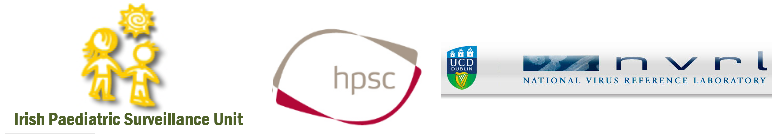 Irish Paediatric Surveillance Unit
hpsc
UCD
DUBLIN
nvrl
NATIONAL VIRUS REFERENCE LABORATORY